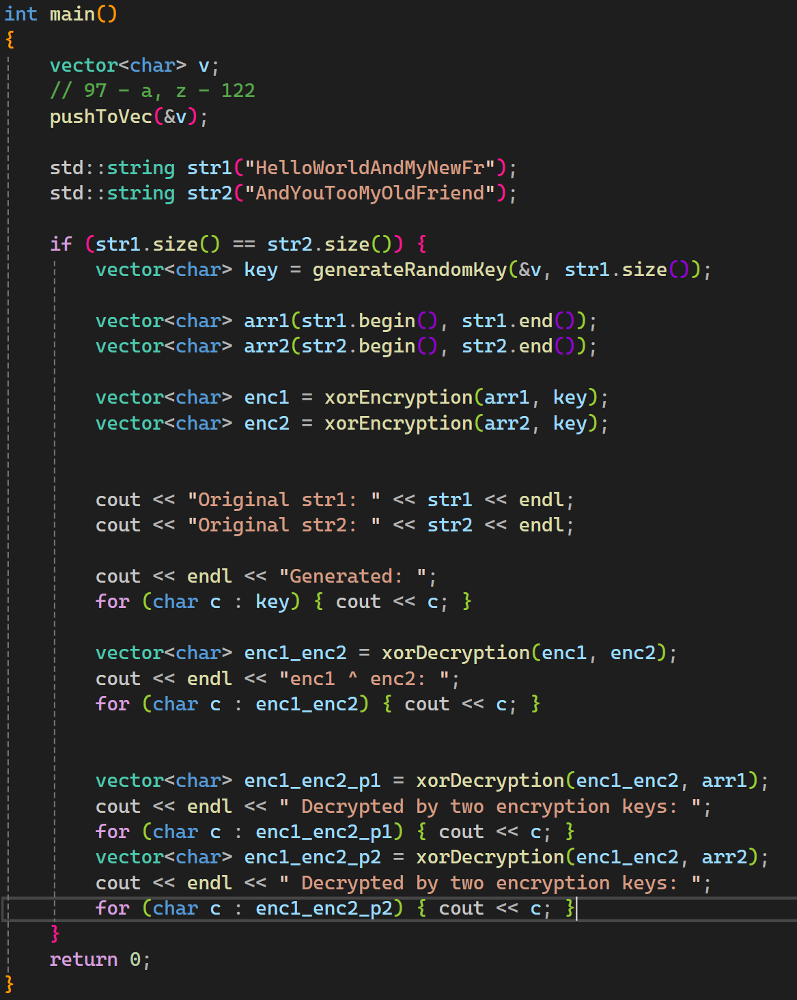 int main()
{
    vector<char> v;
    // 97 - a, z - 122
    pushToVec(&v);

    std::string str1("HelloWorldAndMyNewFr");
    std::string str2("AndYouTooMyOldFriend");

    if (str1.size() == str2.size()) {
        vector<char> key = generateRandomKey(&v, str1.size());

        vector<char> arr1(str1.begin(), str1.end());
        vector<char> arr2(str2.begin(), str2.end());

        vector<char> enc1 = xorEncryption(arr1, key);
        vector<char> enc2 = xorEncryption(arr2, key);


        cout << "Original str1: " << str1 << endl;
        cout << "Original str2: " << str2 << endl;

        cout << endl << "Generated: ";
        for (char c : key) { cout << c; }

        vector<char> enc1_enc2 = xorDecryption(enc1, enc2);
        cout << endl << "enc1 ^ enc2: ";
        for (char c : enc1_enc2) { cout << c; }


        vector<char> enc1_enc2_p1 = xorDecryption(enc1_enc2, arr1);
        cout << endl << " Decrypted by two encryption keys: ";
        for (char c : enc1_enc2_p1) { cout << c; }
        vector<char> enc1_enc2_p2 = xorDecryption(enc1_enc2, arr2);
        cout << endl << " Decrypted by two encryption keys: ";
        for (char c : enc1_enc2_p2) { cout << c; }
    }
    return 0;
}